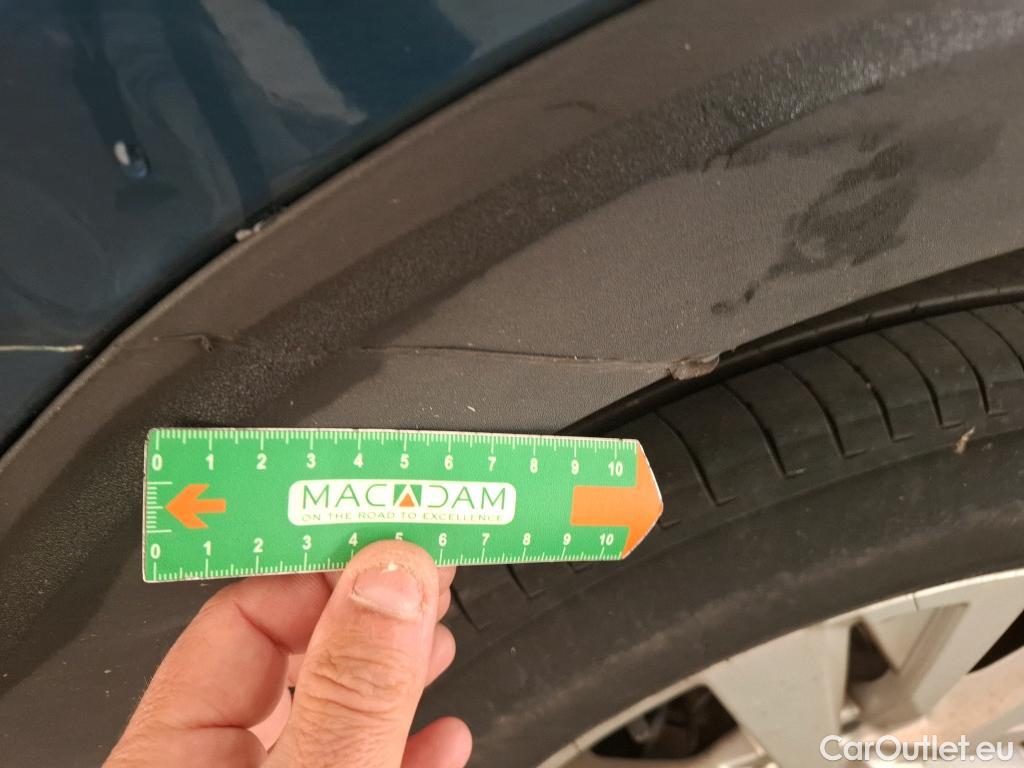 0 1 2 3 4 5 6 7 8 9 10
MACADAM
ON THE ROAD TO EXCELLENCE
0 1 2 3 4 5 6 7 8 9 10
CarOutlet.eu